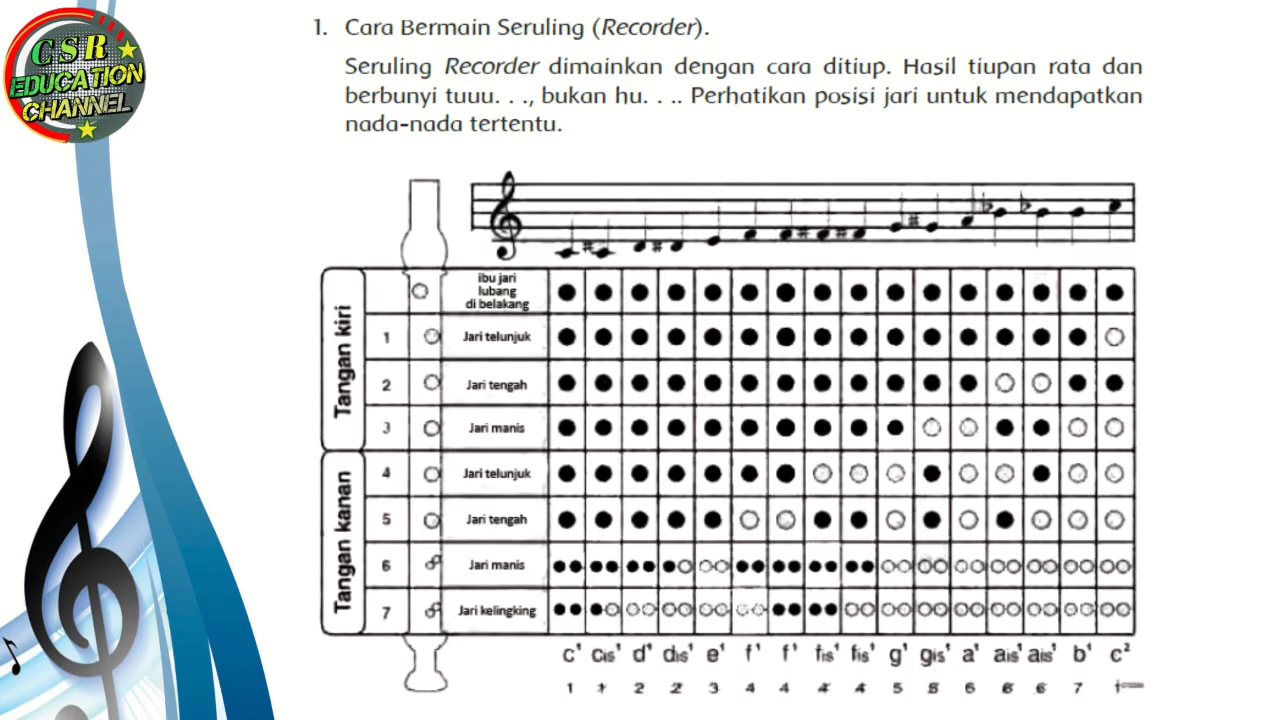 CSR
EDUCATION
CHANNEL
1. Cara Bermain Seruling (Recorder).
Seruling Recorder dimainkan dengan cara ditiup. Hasil tiupan rata dan
berbunyi tuuu. . ., bukan hu. . .. Perhatikan posisi jari untuk mendapatkan
nada-nada tertentu.
Tangan kiri
ibu jari
lubang
di belakang
1 Jari telunjuk
2 Jari tengah
3 Jari manis
Tangan kanan
4 Jari telunjuk
5 Jari tengah
6 Jari manis
7 Jari kelingking
c¹ cis¹ d¹ dis¹ e¹ f¹ f¹ fis¹ fis¹ g¹ gis¹ a¹ ais¹ ais¹ b¹ c²
1 1 2 2 3 4 4 4 4 5 5 6 6 6 7 1